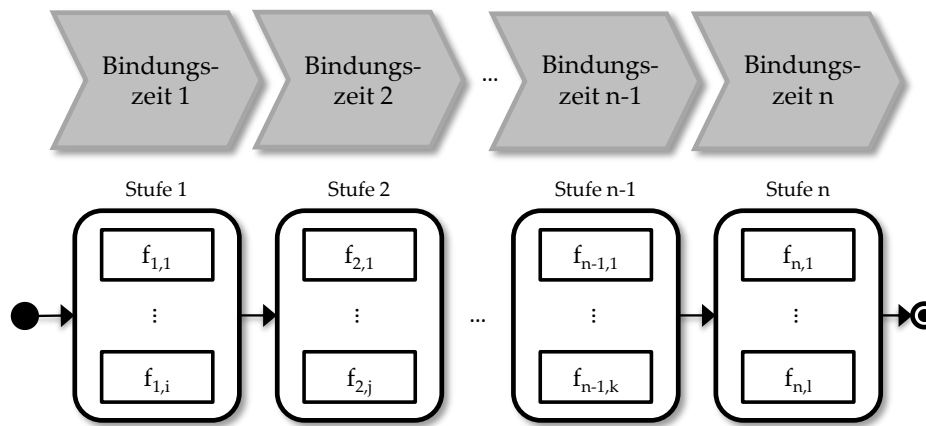 Bindungs-
zeit 1
Bindungs-
zeit 2
...
Bindungs-
zeit n-1
Bindungs-
zeit n
Stufe 1
Stufe 2
Stufe n-1
Stufe n
f1,1
f2,1
fn-1,1
fn,1
...
...
...
...
...
f1,i
f2,j
fn-1,k
fn,l